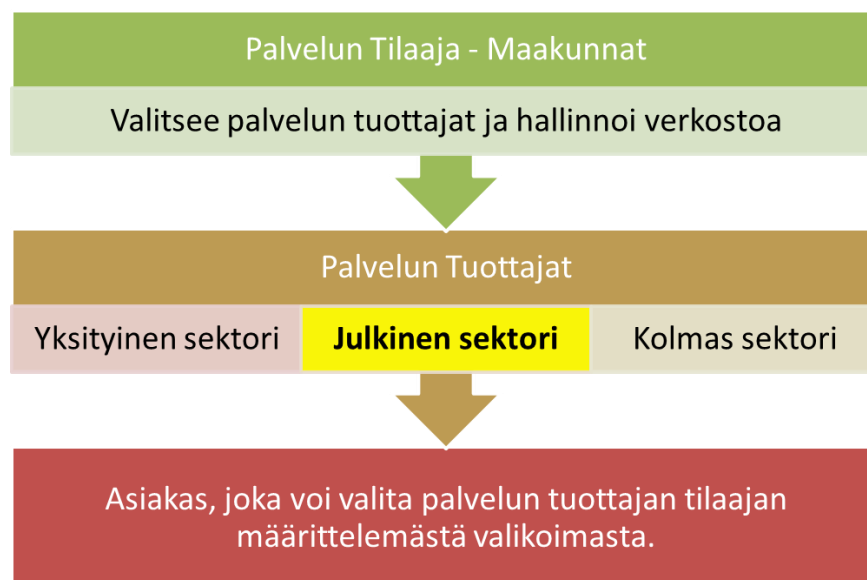 Palvelun Tilaaja - Maakunnat
Valitsee palvelun tuottajat ja hallinnoi verkostoa
Palvelun Tuottajat
Yksityinen sektori
Julkinen sektori
Kolmas sektori
Asiakas, joka voi valita palvelun tuottajan tilaajan
määrittelemästä valikoimasta.